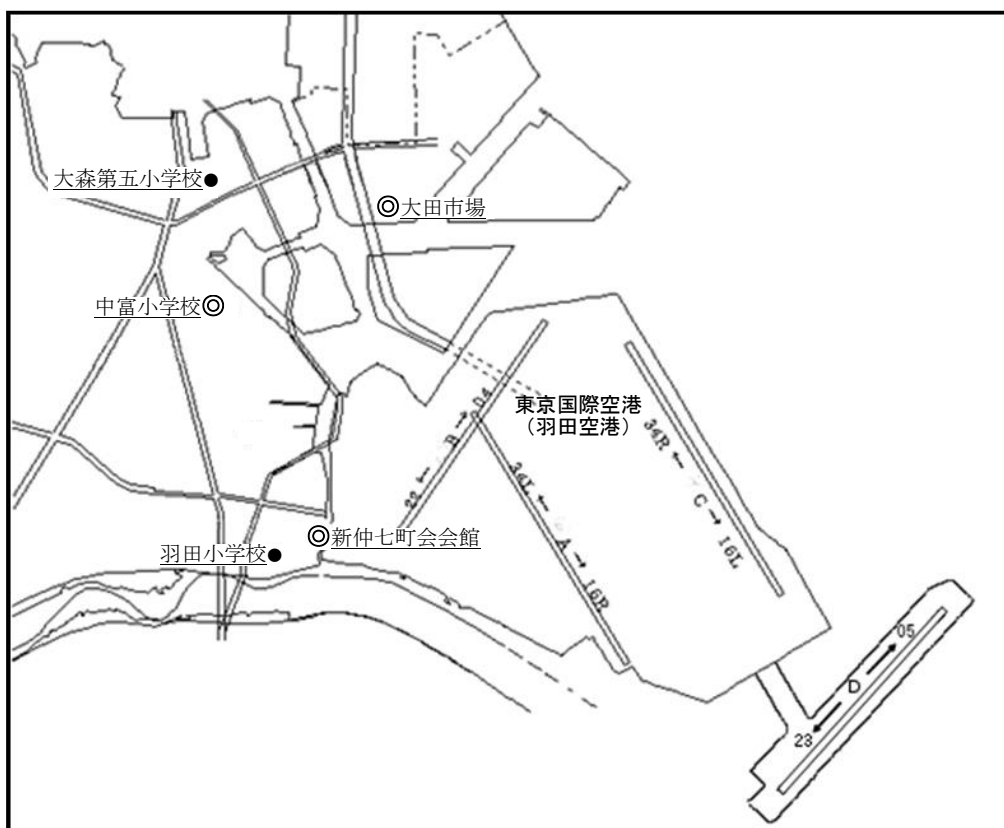 大森第五小学校●
◎大田市場
中富小学校◎
東京国際空港
(羽田空港)
22 ← B → 04
34R ← C → 16L
34L ← A → 16R
◎新仲七町会会館
羽田小学校●
05
D
23